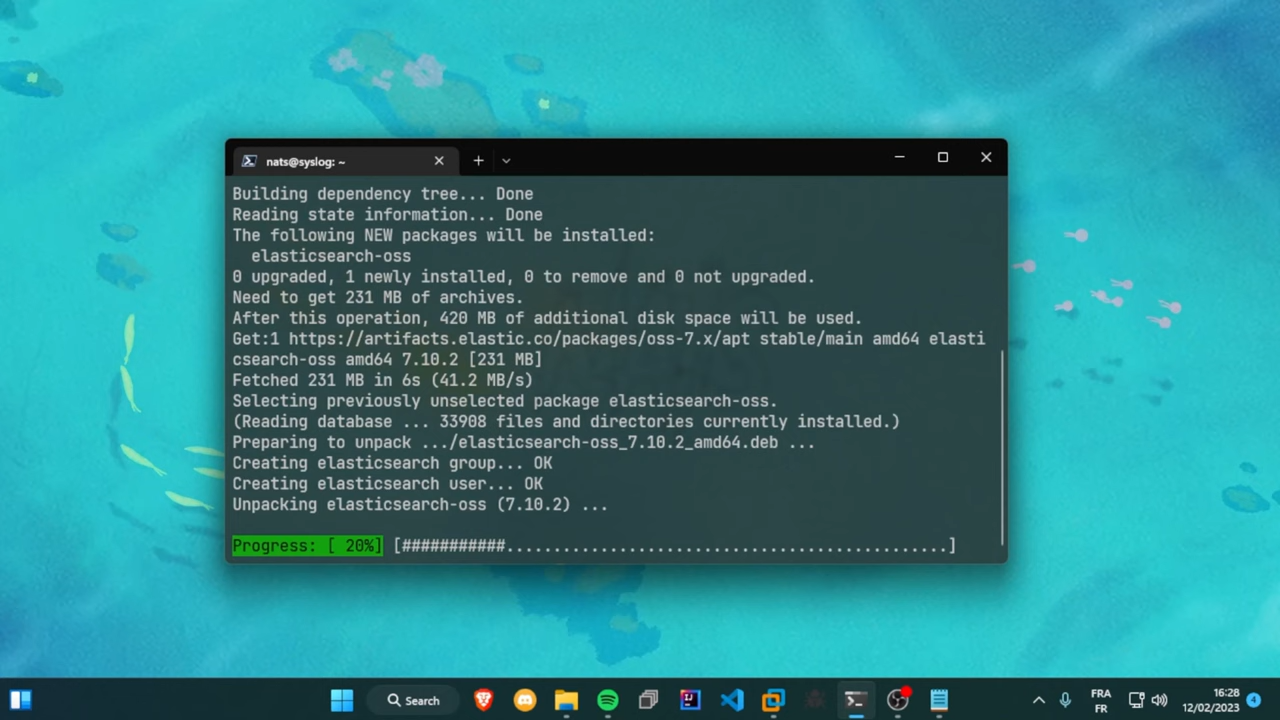 nats@syslog: ~
Building dependency tree... Done
Reading state information... Done
The following NEW packages will be installed:
elasticsearch-oss
0 upgraded, 1 newly installed, 0 to remove and 0 not upgraded.
Need to get 231 MB of archives.
After this operation, 420 MB of additional disk space will be used.
Get:1 https://artifacts.elastic.co/packages/oss-7.x/apt stable/main amd64 elasti
csearch-oss amd64 7.10.2 [231 MB]
Fetched 231 MB in 6s (41.2 MB/s)
Selecting previously unselected package elasticsearch-oss.
(Reading database ... 33908 files and directories currently installed.)
Preparing to unpack .../elasticsearch-oss_7.10.2_amd64.deb ...
Creating elasticsearch group... OK
Creating elasticsearch user... OK
Unpacking elasticsearch-oss (7.10.2) ...
Progress: [ 20%] [###########...............................................]
Search
FRA
FR
16:28
12/02/2023
4